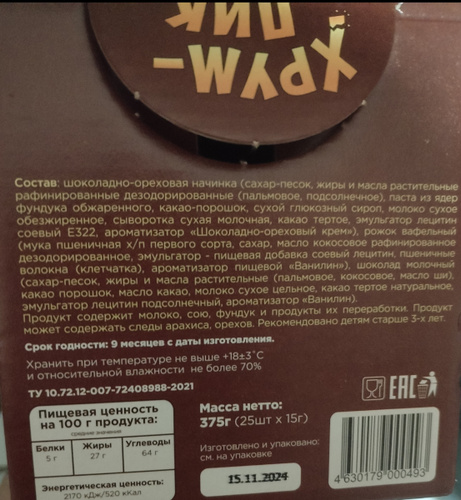 ХРУМ-
ПИК
Состав: шоколадно-ореховая начинка (сахар-песок, жиры и масла растительные
рафинированные дезодорированные (пальмовое, подсолнечное), паста из ядер
фундука обжаренного, какао-порошок, сухой глюкозный сироп, молоко сухое
обезжиренное, сыворотка сухая молочная, какао тертое, эмульгатор лецитин
соевый Е322, ароматизатор «Шоколадно-ореховый крем»), рожок вафельный
(мука пшеничная х/п первого сорта, сахар, масло кокосовое рафинированное
дезодорированное, эмульгатор - пищевая добавка соевый лецитин, пшеничные
волокна (клетчатка), ароматизатор пищевой «Ванилин»), шоколад молочный
(сахар-песок, жиры и масла растительные (пальмовое, кокосовое, масло ши),
какао порошок, масло какао, молоко сухое цельное, какао тертое натуральное,
эмульгатор лецитин подсолнечный, ароматизатор «Ванилин).
Продукт содержит молоко, сою, фундук и продукты их переработки. Продукт
может содержать следы арахиса, орехов. Рекомендовано детям старше 3-х лет.
Срок годности: 9 месяцев с даты изготовления.
Хранить при температуре не выше +18±3°С
и относительной влажности не более 70%
ТУ 10.72.12-007-72408988-2021
Пищевая ценность
на 100 г продукта:
средние значения
Белки Жиры Углеводы
5 г 27 г 64 г
Энергетическая ценность:
2170 кДж/520 кКал
Масса нетто:
375г (25шт х 15г)
Изготовлено и упаковано:
см. на упаковке
15.11.2024
EAC
4 630179 000493